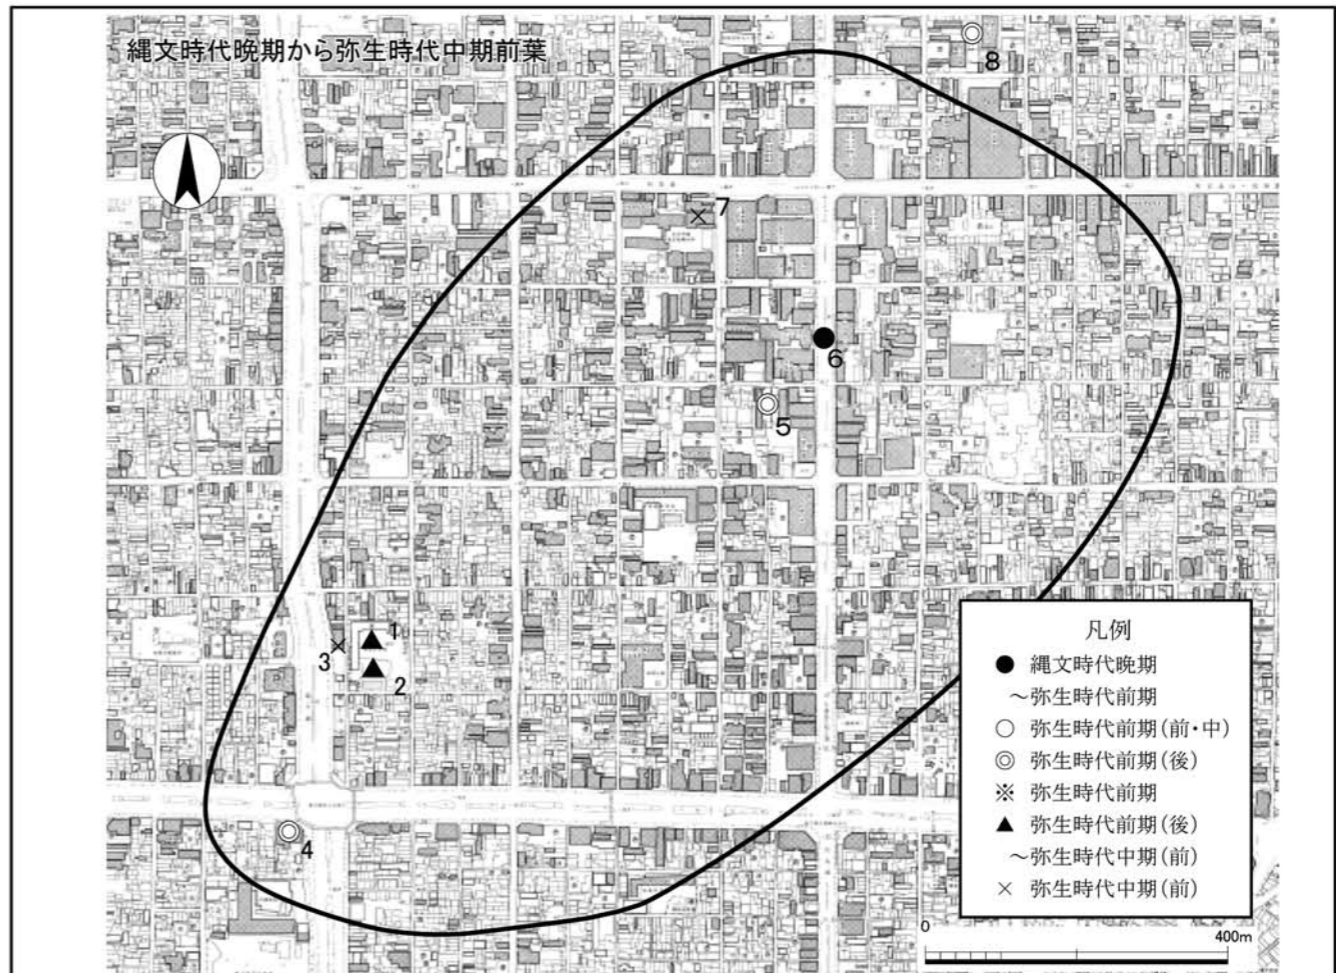 縄文時代晩期から弥生時代中期前葉
8
7
6
5
1
3
2
4
凡例
● 縄文時代晩期
～弥生時代前期
○ 弥生時代前期(前・中)
◎ 弥生時代前期(後)
※ 弥生時代前期
▲ 弥生時代前期(後)
～弥生時代中期(前)
× 弥生時代中期(前)
0
400m